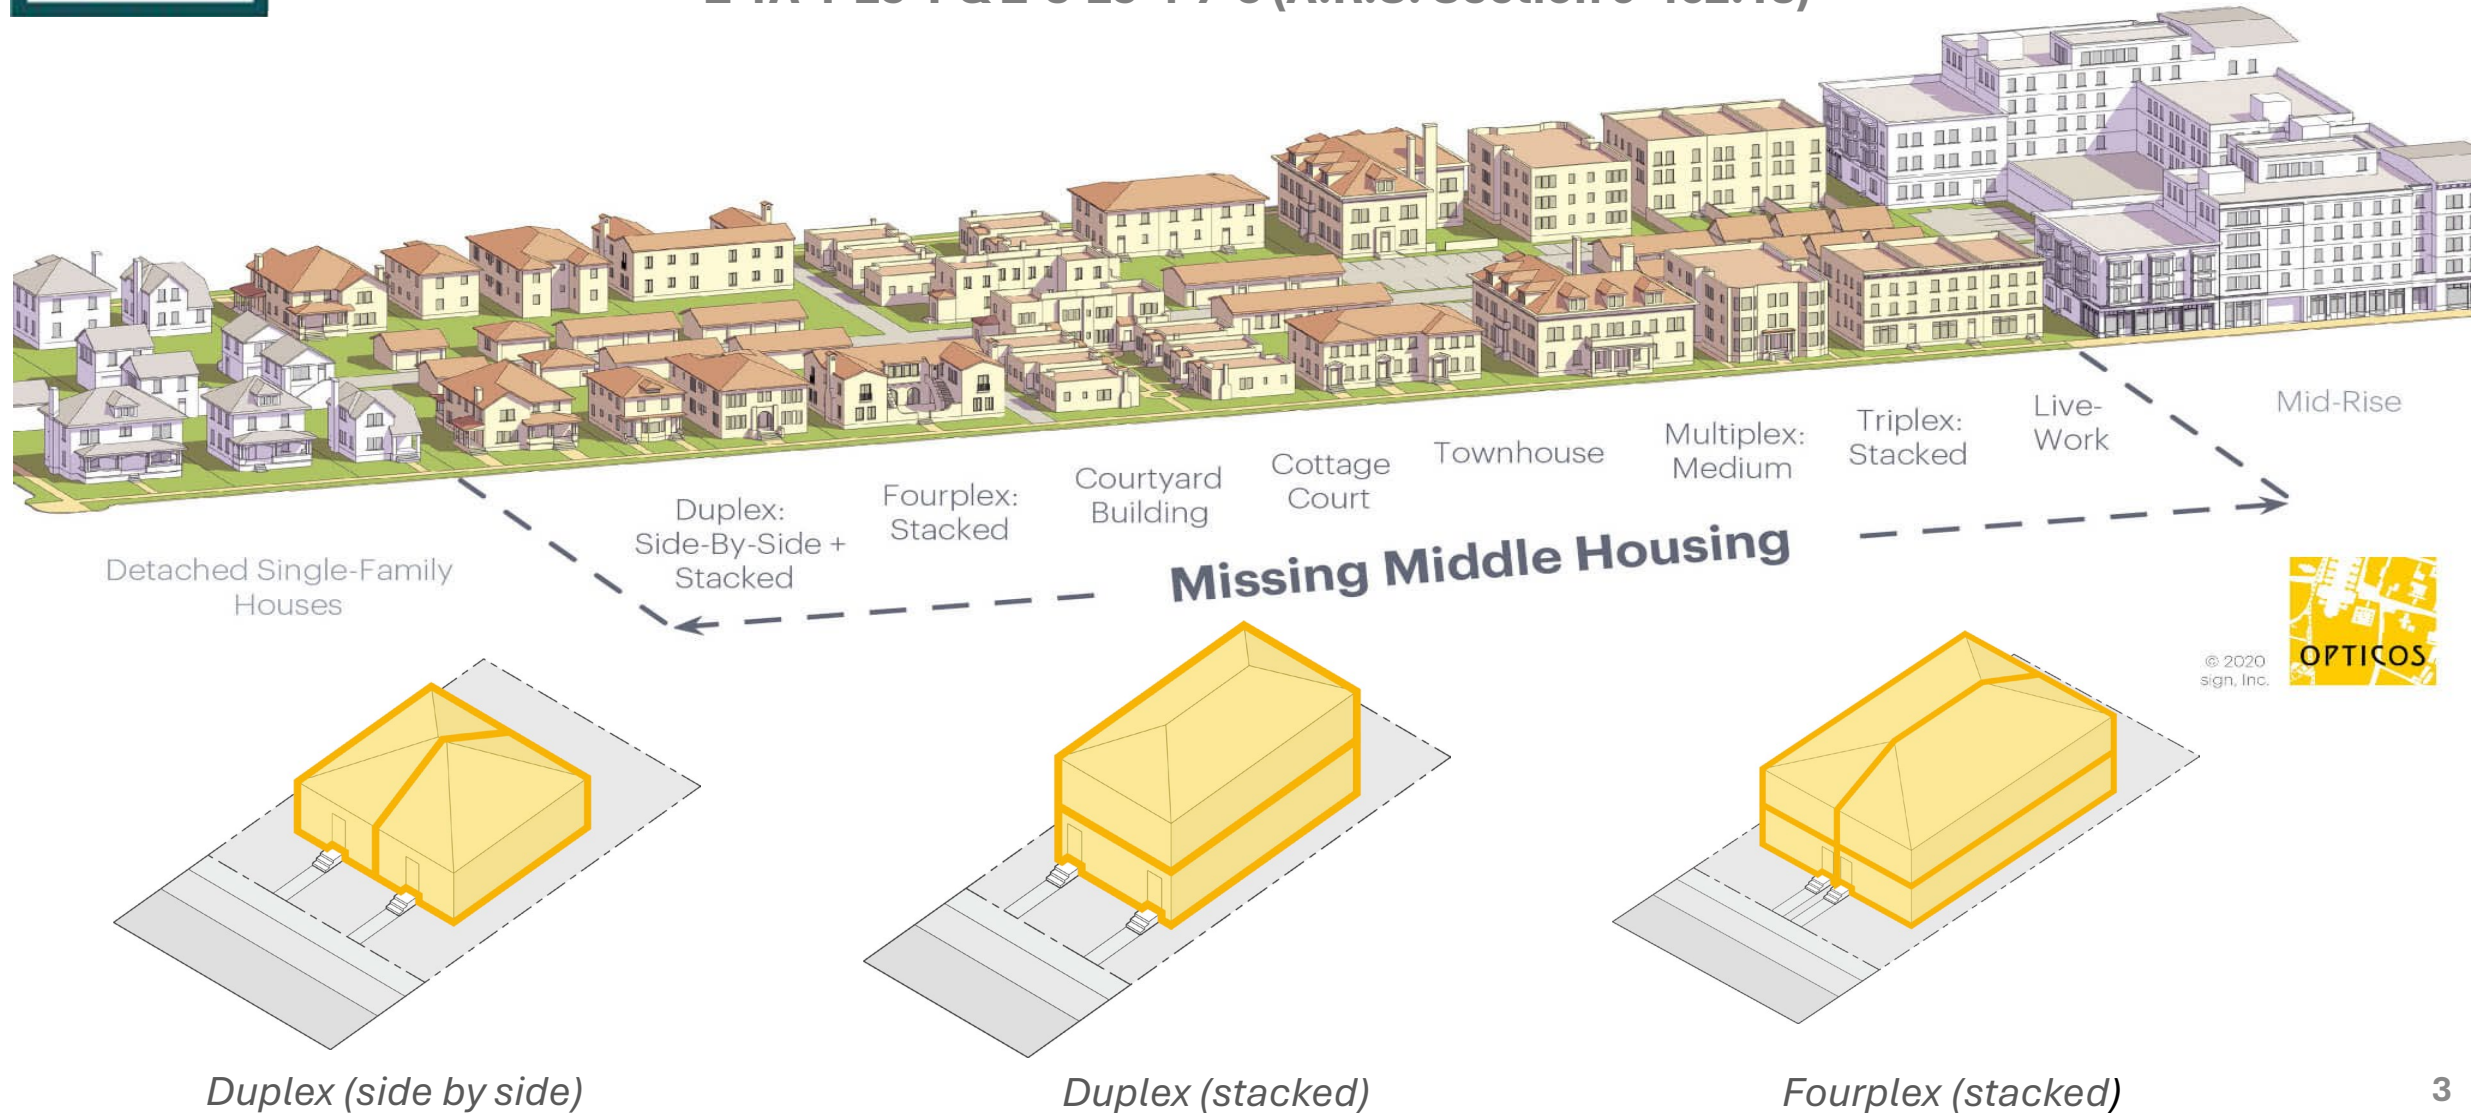 Detached Single-Family
Houses
Duplex:
Side-By-Side +
Stacked
Fourplex:
Stacked
Courtyard
Building
Cottage
Court
Townhouse
Multiplex:
Medium
Triplex:
Stacked
Live-
Work
Mid-Rise
Missing Middle Housing
© 2020
sign, Inc.
OPTICOS
Duplex (side by side)
Duplex (stacked)
Fourplex (stacked)
3